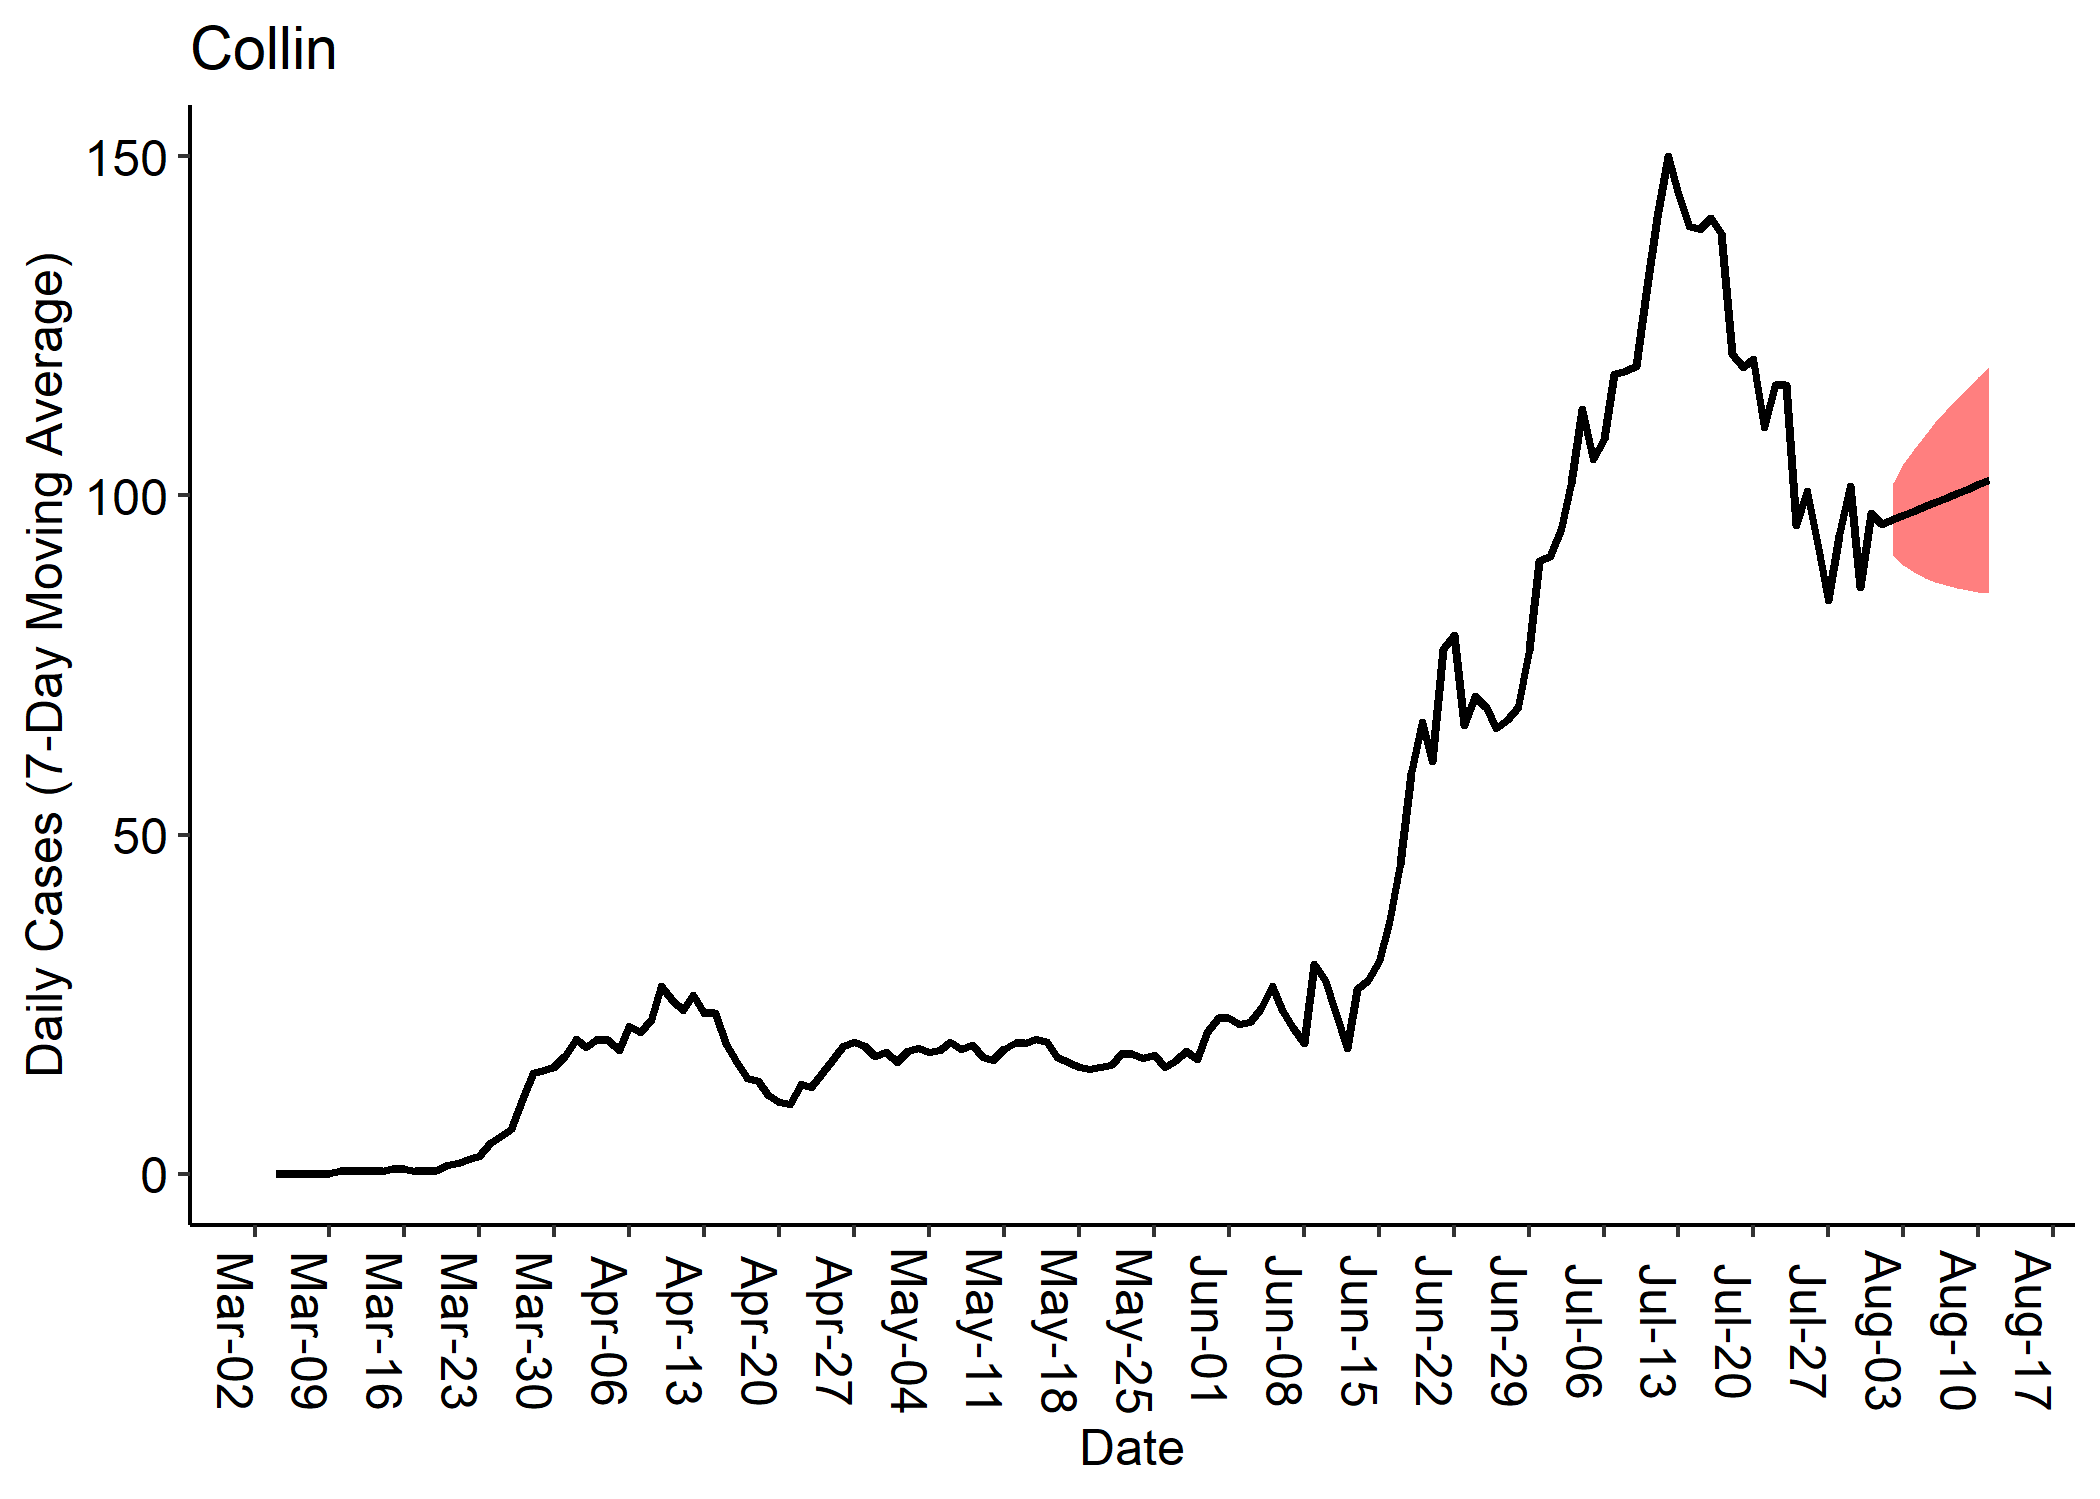 Collin
Daily Cases (7-Day Moving Average)
150
100
50
0
Mar-02
Mar-09
Mar-16
Mar-23
Mar-30
Apr-06
Apr-13
Apr-20
Apr-27
May-04
May-11
May-18
May-25
Jun-01
Jun-08
Jun-15
Jun-22
Jun-29
Jul-06
Jul-13
Jul-20
Jul-27
Aug-03
Aug-10
Aug-17
Date